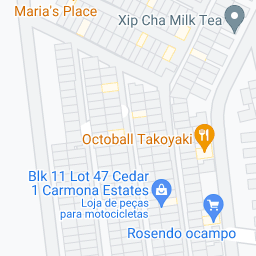 Maria's Place
Xip Cha Milk Tea
Octoball Takoyaki
Blk 11 Lot 47 Cedar
1 Carmona Estates
Loja de peças
para motocicletas
Rosendo ocampo